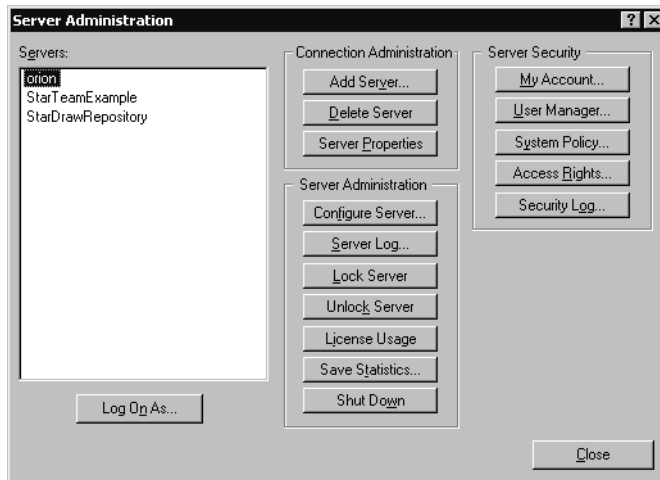 Server Administration
Servers:
orion
StarTeamExample
StarDrawRepository
Log On As...
Connection Administration
Add Server...
Delete Server
Server Properties
Server Administration
Configure Server...
Server Log...
Lock Server
Unlock Server
License Usage
Save Statistics...
Shut Down
Server Security
My Account...
User Manager...
System Policy...
Access Rights...
Security Log...
Close